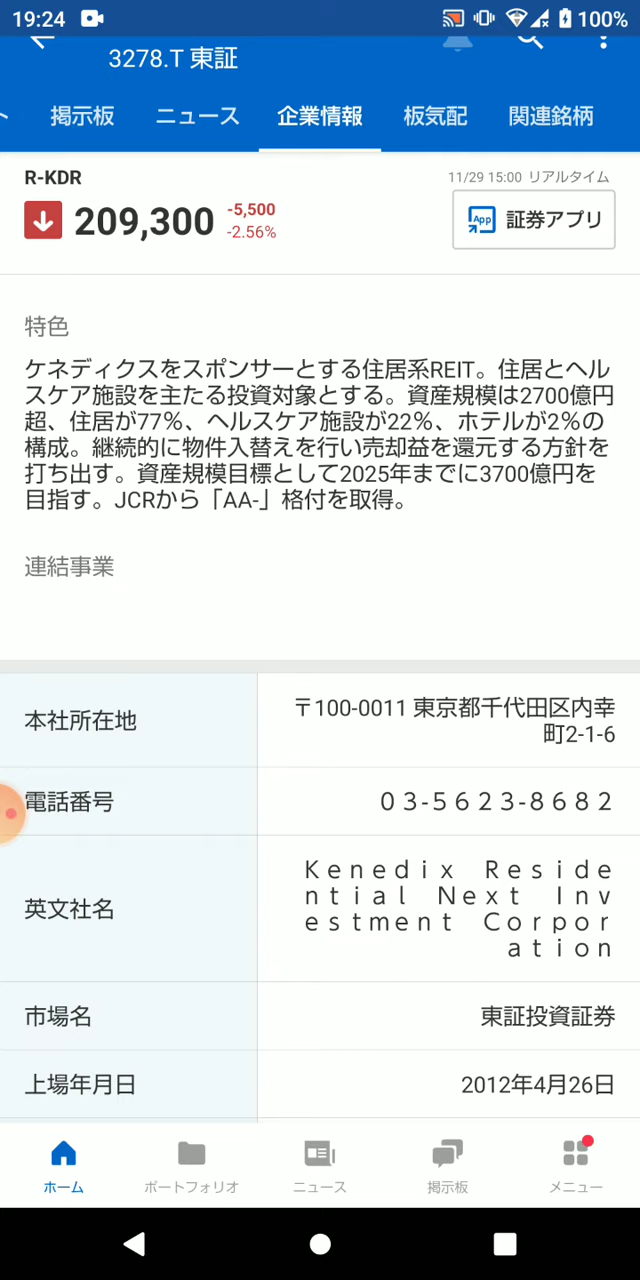 19:24
100%
3278.T 東証
ト 掲示板 ニュース 企業情報 板気配 関連銘柄
R-KDR
11/29 15:00 リアルタイム
209,300
-5,500
-2.56%
App
証券アプリ
特色
ケネディクスをスポンサーとする住居系REIT。住居とヘル
スケア施設を主たる投資対象とする。資産規模は2700億円
超、住居が77%、ヘルスケア施設が22%、ホテルが2%の
構成。継続的に物件入替えを行い売却益を還元する方針を
打ち出す。資産規模目標として2025年までに3700億円を
目指す。JCRから「AA-」格付を取得。
連結事業
本社所在地
〒100-0011 東京都千代田区内幸
町2-1-6
電話番号
０３-５６２３-８６８２
英文社名
Ｋｅｎｅｄｉｘ　Ｒｅｓｉｄｅ
ｎｔｉａｌ　Ｎｅｘｔ　Ｉｎｖ
ｅｓｔｍｅｎｔ　Ｃｏｒｐｏｒ
ａｔｉｏｎ
市場名
東証投資証券
上場年月日
2012年4月26日
ホーム ポートフォリオ ニュース 掲示板 メニュー